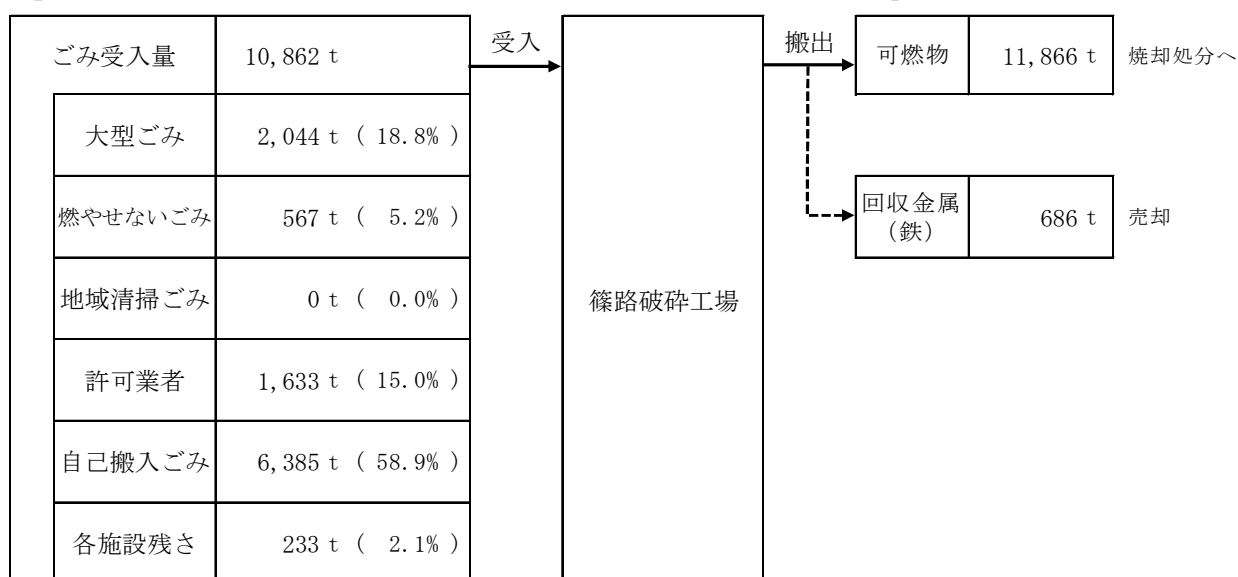 ごみ受入量 10,862 t
受入
搬出
可燃物 11,866 t 焼却処分へ
大型ごみ 2,044 t ( 18.8% )
燃やせないごみ 567 t ( 5.2% )
回収金属
(鉄)
686 t 売却
地域清掃ごみ 0 t ( 0.0% )
篠路破砕工場
許可業者 1,633 t ( 15.0% )
自己搬入ごみ 6,385 t ( 58.9% )
各施設残さ 233 t ( 2.1% )